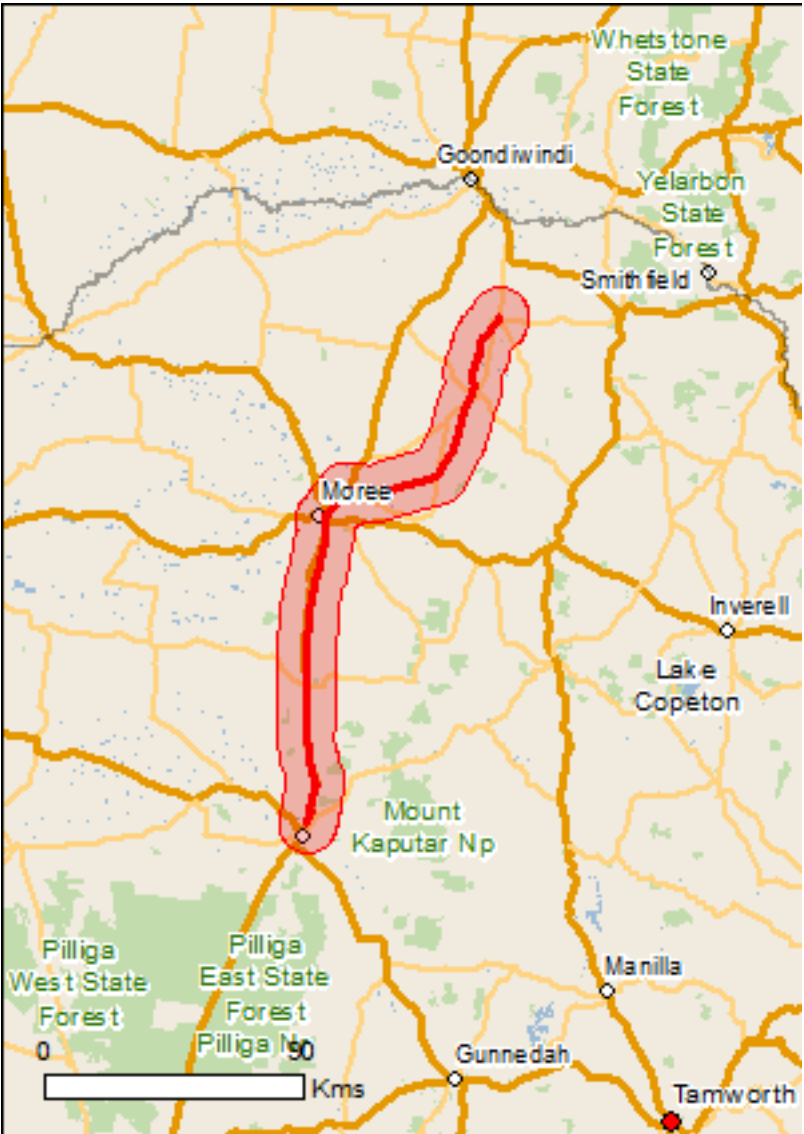 Whetstone
State
Forest
Goondiwindi
Yelarbon
State
Forest
Smithfield
Moree
Inverell
Lake
Copeton
Mount
Kaputar Np
Pilliga
West State
Forest
Pilliga
East State
Forest
Pilliga Np
Manilla
0
90
Kms
Gunnedah
Tamworth